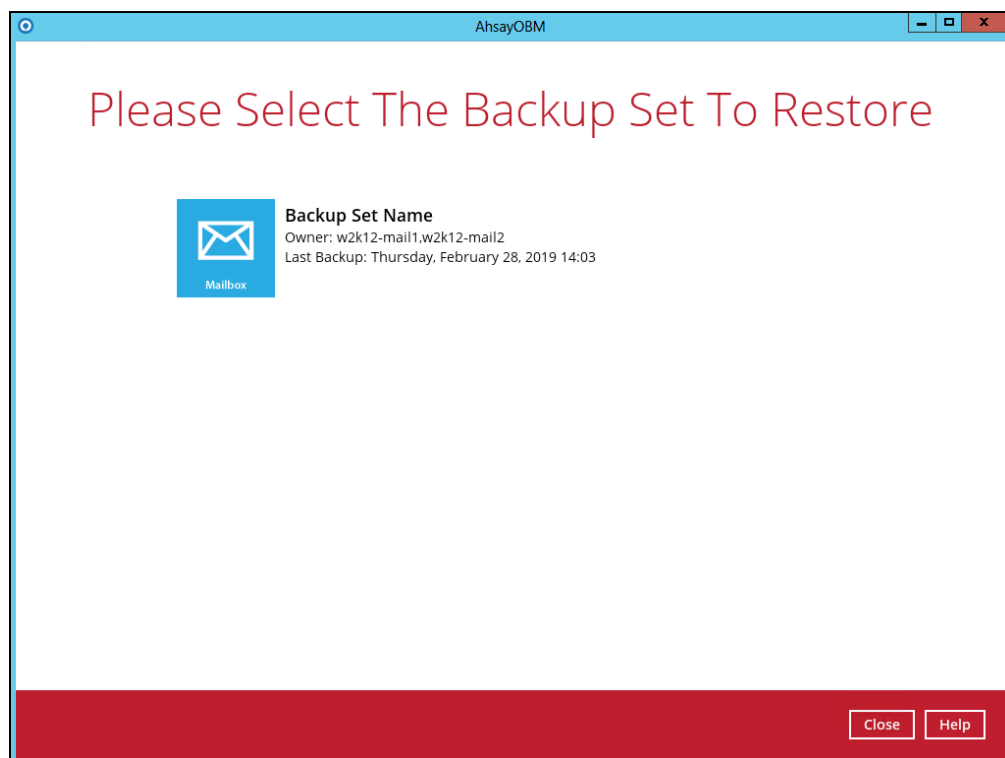 AhsayOBM
Please Select The Backup Set To Restore
Backup Set Name
Owner: w2k12-mail1,w2k12-mail2
Last Backup: Thursday, February 28, 2019 14:03
Mailbox
Close Help